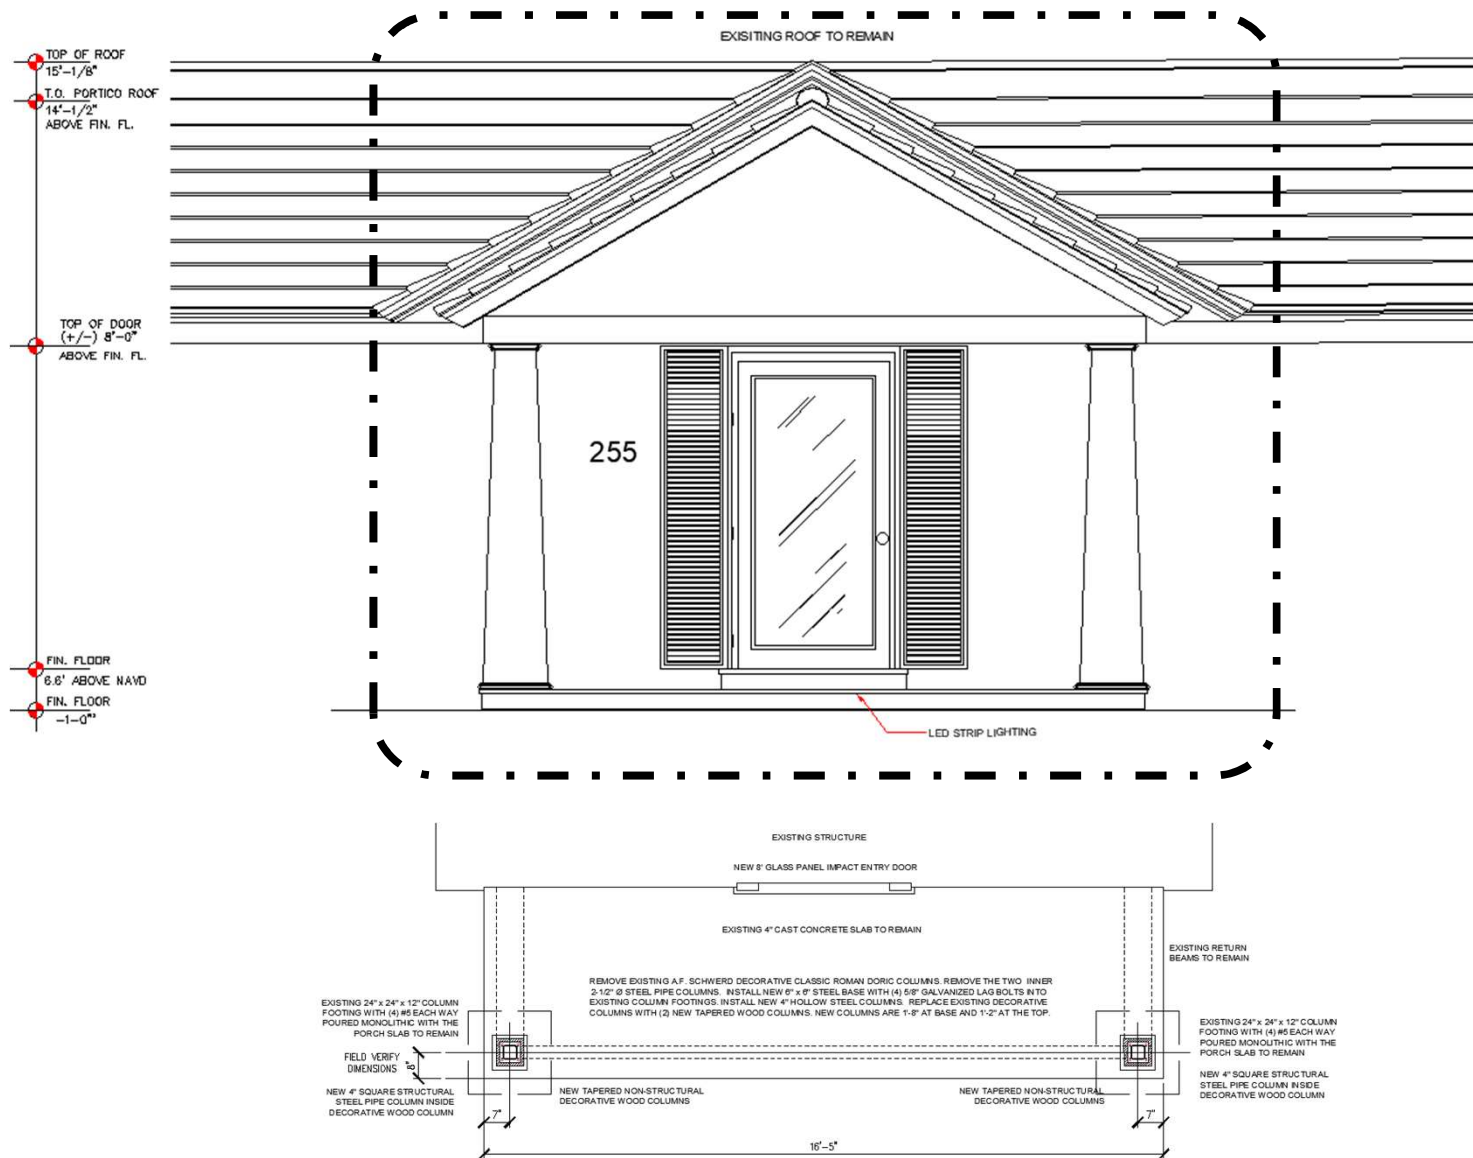 EXISITING ROOF TO REMAIN
TOP OF ROOF
15'-1/8"
T.O. PORTICO ROOF
14'-1/2"
ABOVE FIN. FL.
TOP OF DOOR
(+/-) 8'-0"
ABOVE FIN. FL.
255
FIN. FLOOR
6.6' ABOVE NAVD
FIN. FLOOR
-1-0"
LED STRIP LIGHTING
EXISTING STRUCTURE
NEW 8' GLASS PANEL IMPACT ENTRY DOOR
EXISTING 4" CAST CONCRETE SLAB TO REMAIN
EXISTING RETURN
BEAMS TO REMAIN
REMOVE EXISTING A.F. SCHWERD DECORATIVE CLASSIC ROMAN DORIC COLUMNS. REMOVE THE TWO INNER
2-1/2" Ø STEEL PIPE COLUMNS. INSTALL NEW 6" x 6" STEEL BASE WITH (4) 5/8" GALVANIZED LAG BOLTS INTO
EXISTING COLUMN FOOTINGS. INSTALL NEW 4" HOLLOW STEEL COLUMNS. REPLACE EXISTING DECORATIVE
COLUMNS WITH (2) NEW TAPERED WOOD COLUMNS. NEW COLUMNS ARE 1'-8" AT BASE AND 1'-2" AT THE TOP.
EXISTING 24" x 24" x 12" COLUMN
FOOTING WITH (4) #5 EACH WAY
POURED MONOLITHIC WITH THE
PORCH SLAB TO REMAIN
FIELD VERIFY
DIMENSIONS
8"
NEW 4" SQUARE STRUCTURAL
STEEL PIPE COLUMN INSIDE
DECORATIVE WOOD COLUMN
NEW TAPERED NON-STRUCTURAL
DECORATIVE WOOD COLUMNS
NEW TAPERED NON-STRUCTURAL
DECORATIVE WOOD COLUMNS
EXISTING 24" x 24" x 12" COLUMN
FOOTING WITH (4) #5 EACH WAY
POURED MONOLITHIC WITH THE
PORCH SLAB TO REMAIN
NEW 4" SQUARE STRUCTURAL
STEEL PIPE COLUMN INSIDE
DECORATIVE WOOD COLUMN
7"
7"
16'-5"